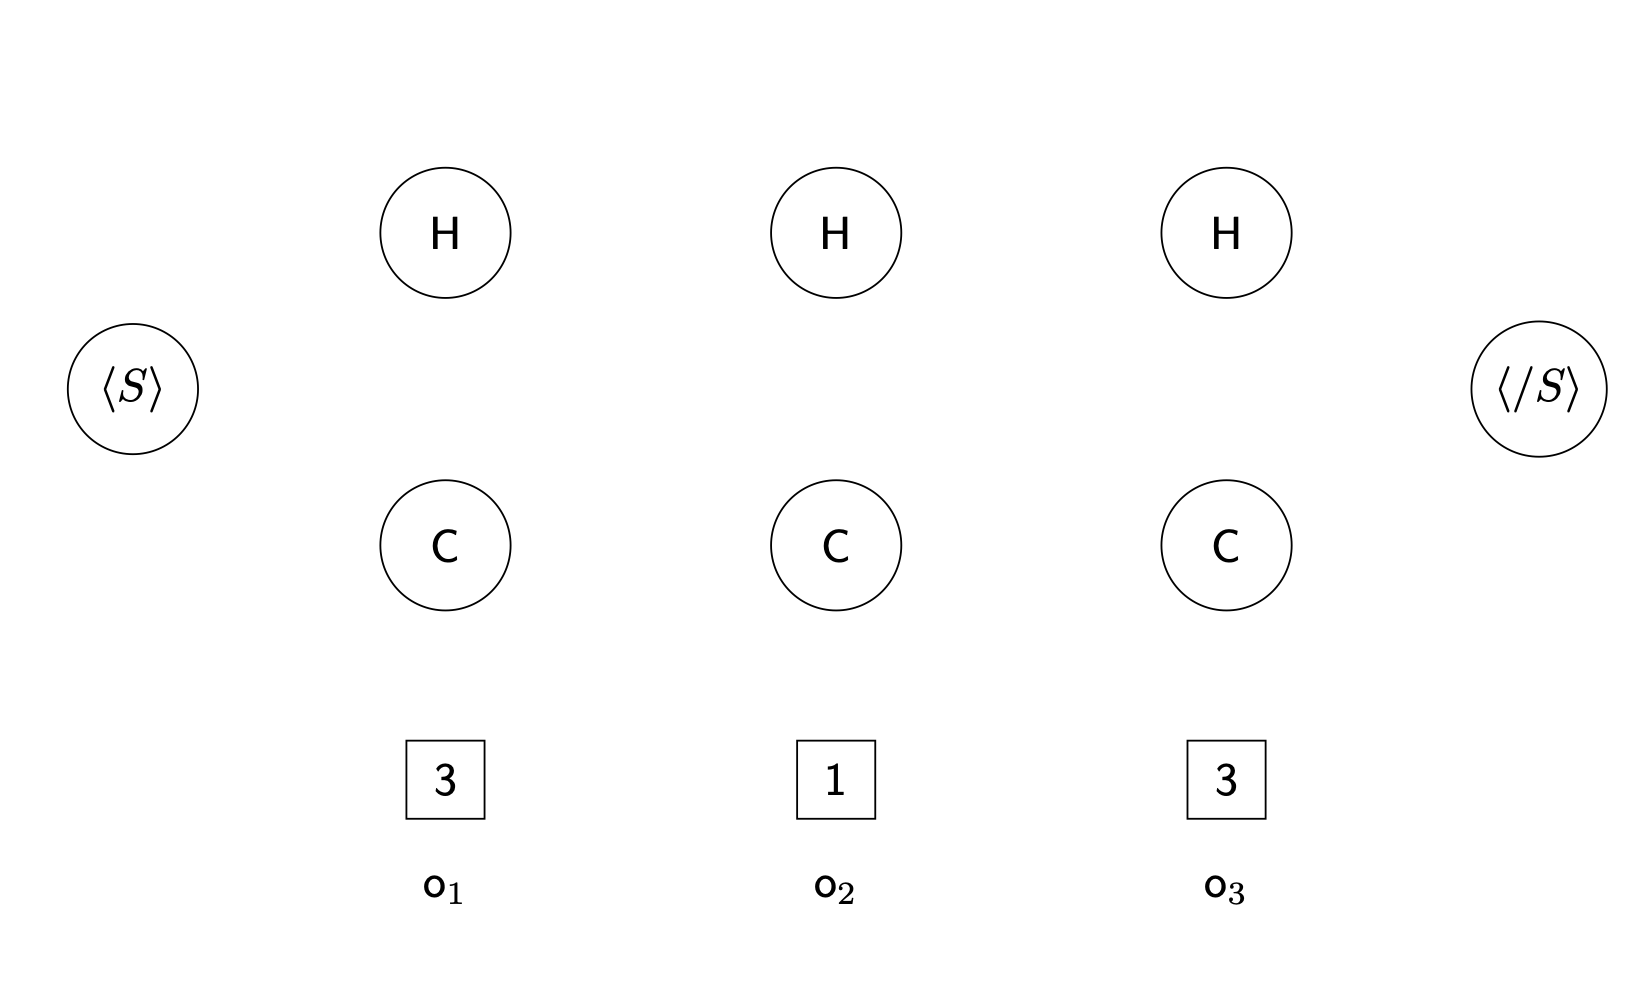 H H H
⟨S⟩ ⟨/S⟩
C C C
3 1 3
o₁ o₂ o₃